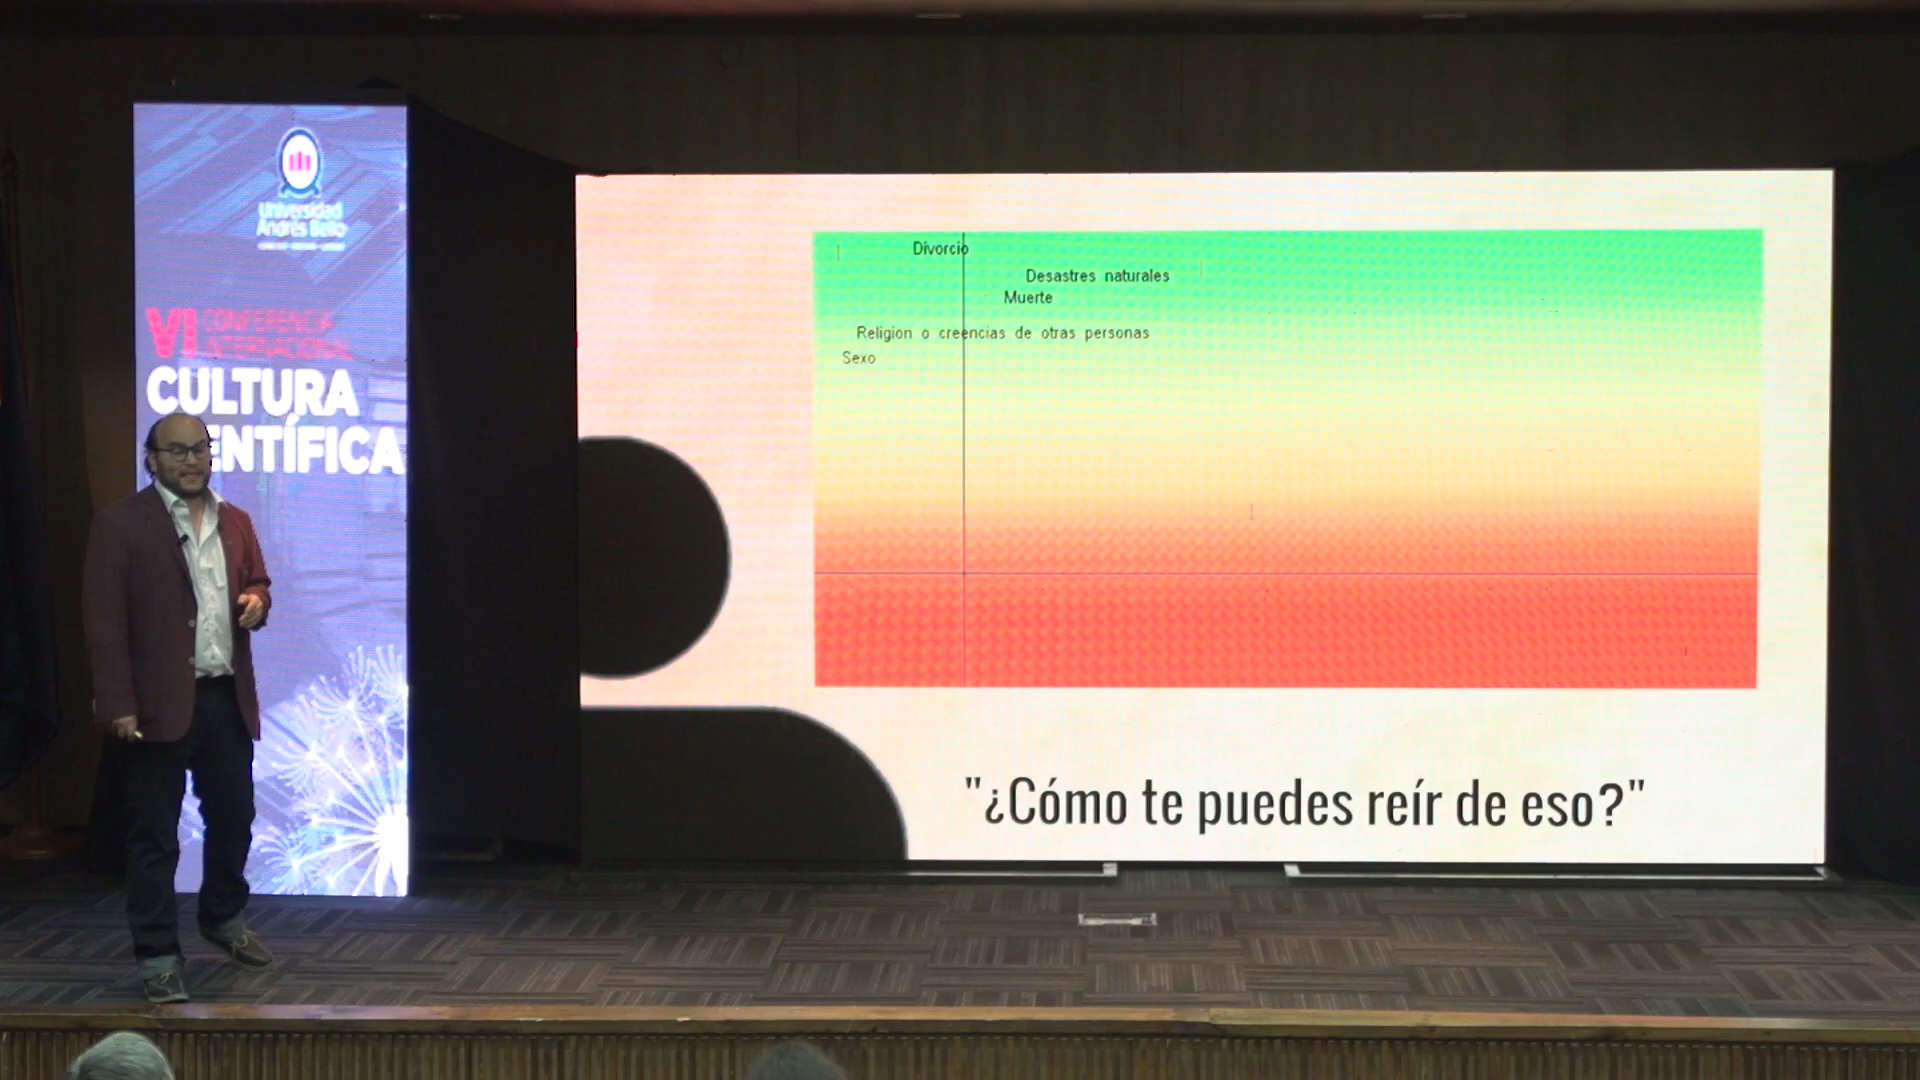 Universidad
Andrés Bello
VI CONFERENCIA
INTERNACIONAL
CULTURA
ENTÍFICA
Divorcio
Desastres naturales
Muerte
Religion o creencias de otras personas
Sexo
"¿Cómo te puedes reír de eso?"